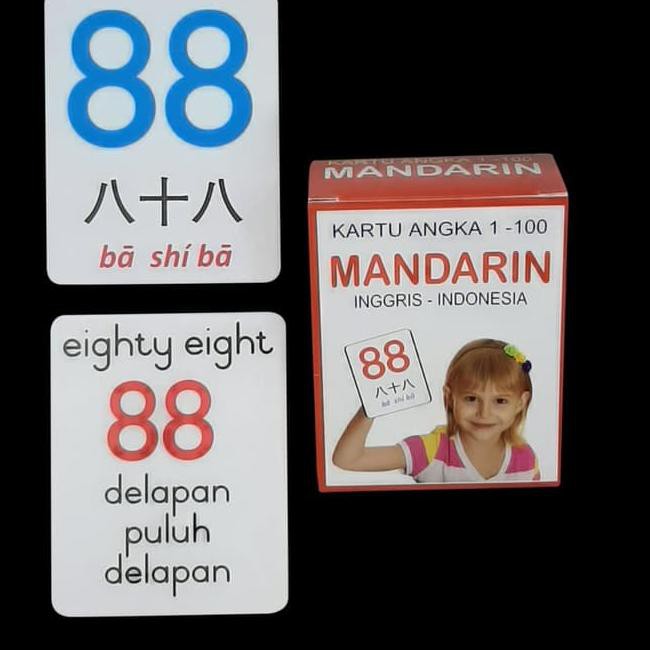 88
八十八
bā shí bā
eighty eight
88
delapan
puluh
delapan
KARTU ANGKA 1 -100
MANDARIN
KARTU ANGKA 1 -100
MANDARIN
INGGRIS - INDONESIA
88
八十八
bā shí bā